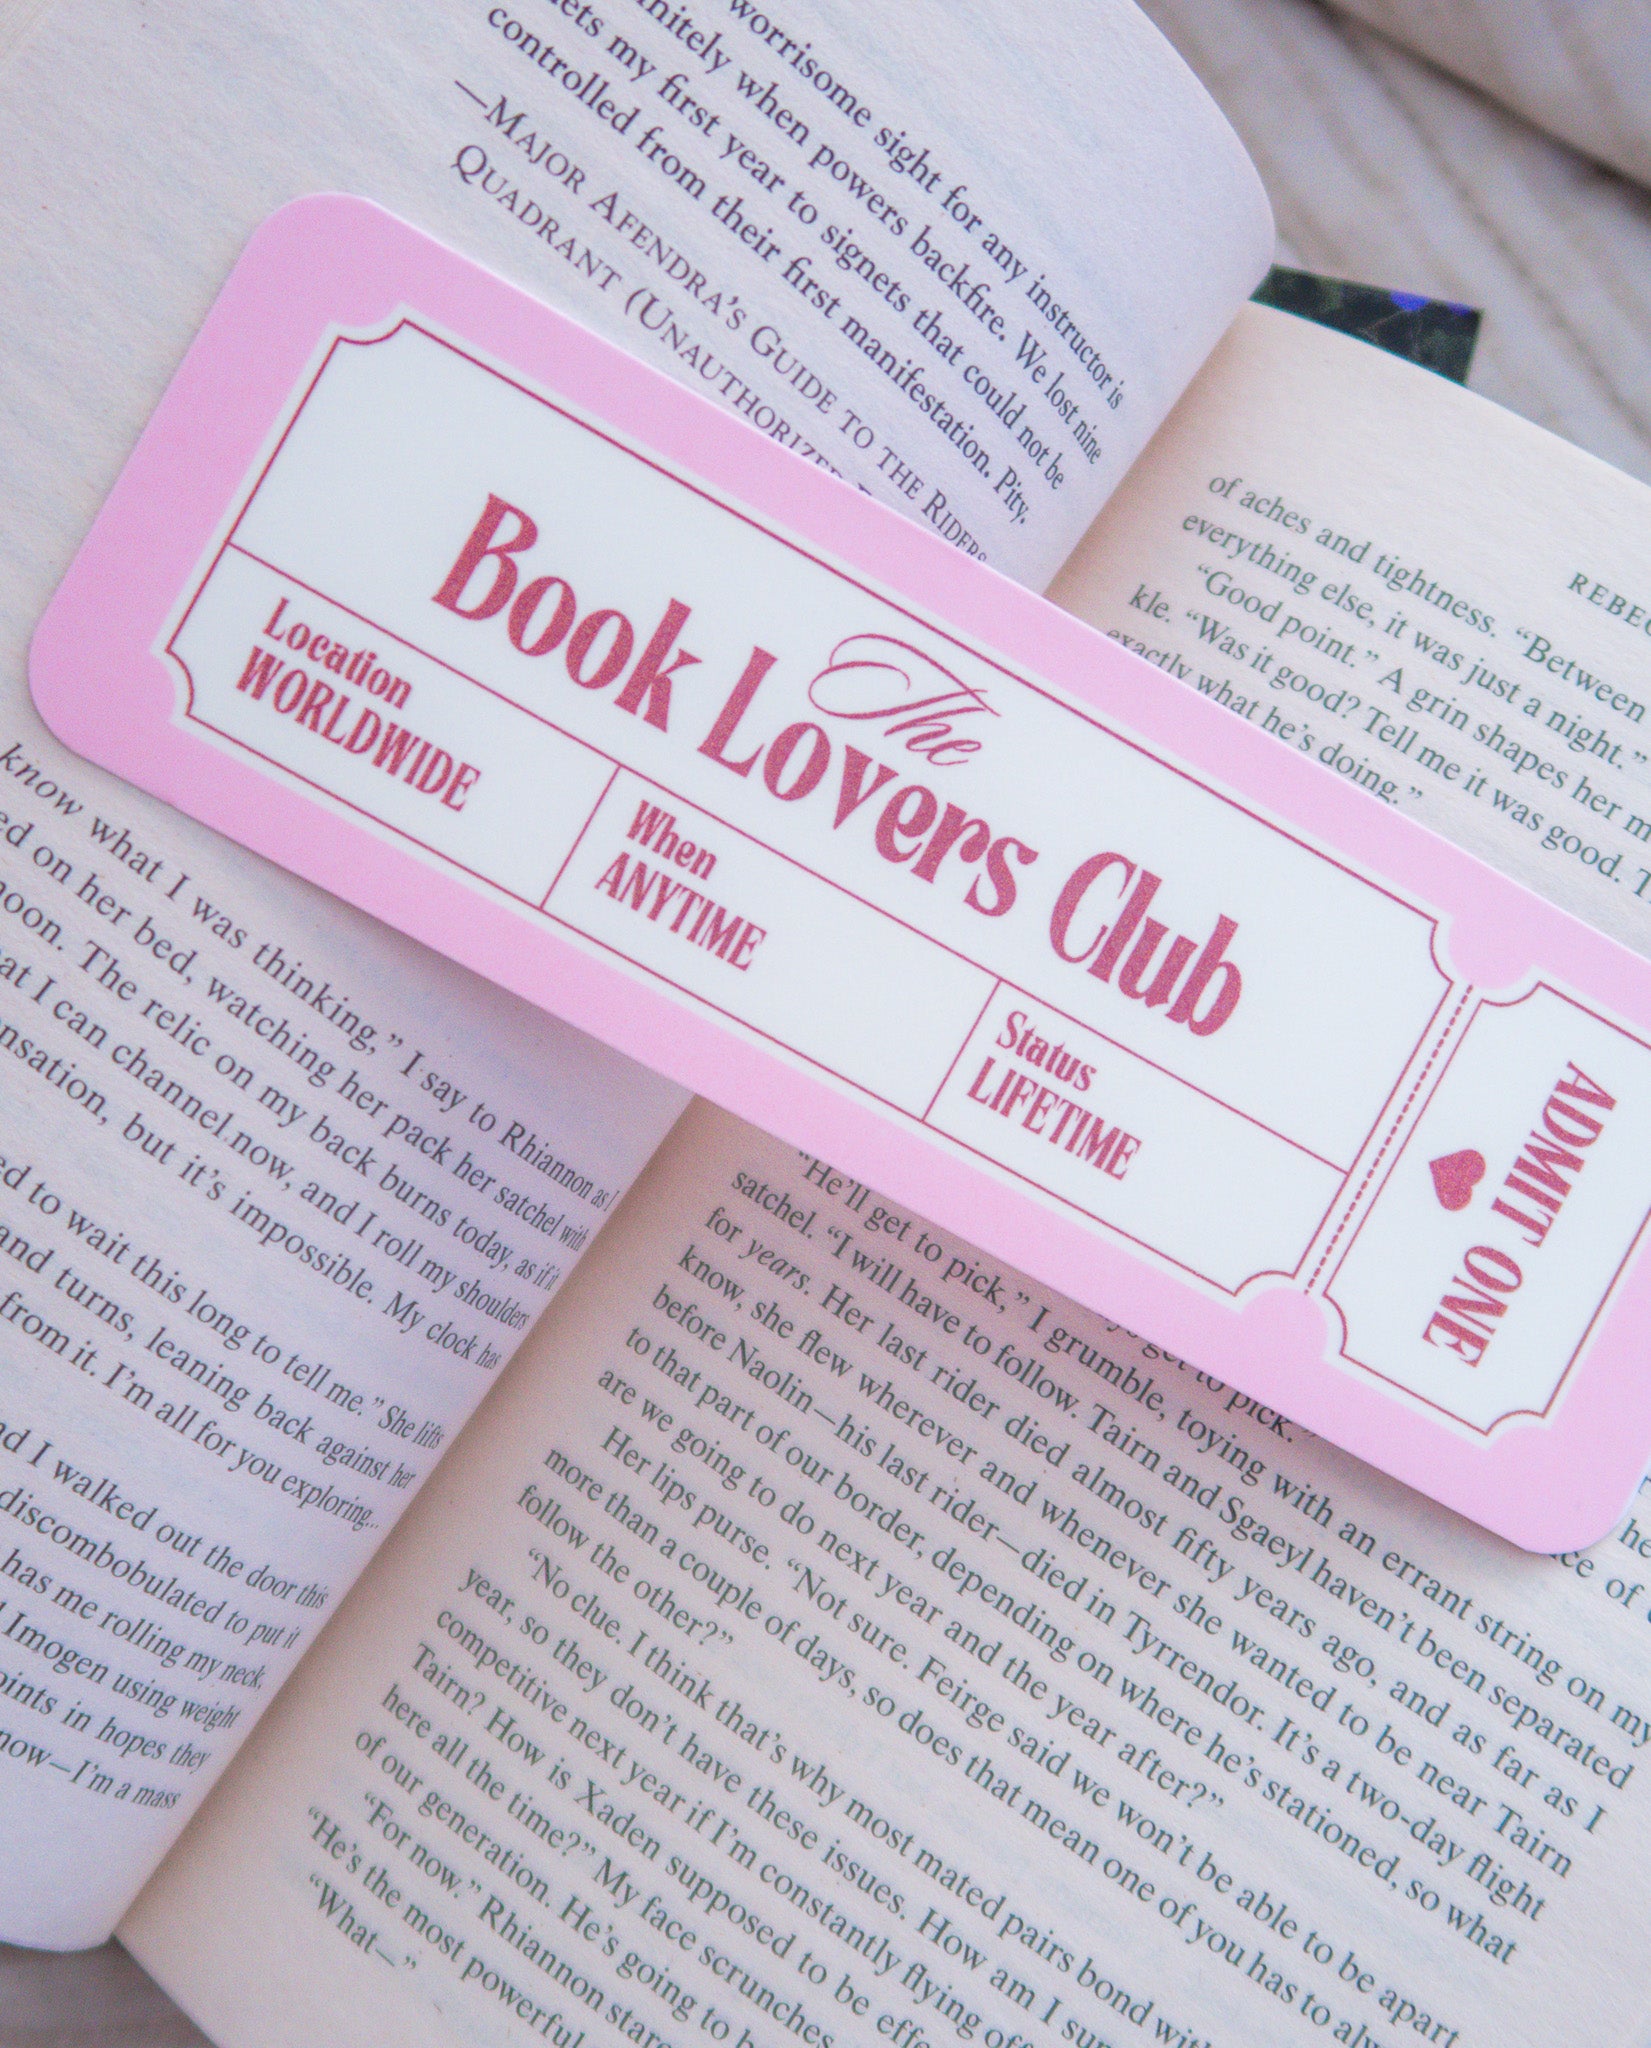 worrisome sight for any instructor is
nitely when powers backfire. We lost nine
ets my first year to signets that could not be
controlled from their first manifestation. Pity.
—MAJOR AFENDRA'S GUIDE TO THE RIDERS
QUADRANT (UNAUTHORIZED
The
Book Lovers Club
Location
WORLDWIDE
When
ANYTIME
Status
LIFETIME
ADMIT ONE
know what I was thinking,” I say to Rhiannon as I
ed on her bed, watching her pack her satchel with
noon. The relic on my back burns today, as if it
at I can channel now, and I roll my shoulders
nsation, but it's impossible. My clock has
ed to wait this long to tell me.” She lifts
and turns, leaning back against her
from it. I'm all for you exploring...
nd I walked out the door this
discombobulated to put it
has me rolling my neck,
Imogen using weight
oints in hopes they
now—I'm a mass
REBEC
of aches and tightness. “Between
everything else, it was just a night.”
“Good point.” A grin shapes her m
kle. “Was it good? Tell me it was good. T
exactly what he's doing.”
“He'll get to pick,” I grumble, toying with an errant string on my
satchel. “I will have to follow. Tairn and Sgaeyl haven't been separated
for years. Her last rider died almost fifty years ago, and as far as I
know, she flew wherever and whenever she wanted to be near Tairn
before Naolin—his last rider—died in Tyrrendor. It's a two-day flight
to that part of our border, depending on where he's stationed, so what
are we going to do next year and the year after?”
Her lips purse. “Not sure. Feirge said we won't be able to be apart
more than a couple of days, so does that mean one of you has to alw
follow the other?”
“No clue. I think that's why most mated pairs bond with
year, so they don't have these issues. How am I sup
competitive next year if I'm constantly flying off
Tairn? How is Xaden supposed to be effe
here all the time?” My face scrunches.
of our generation. He's going to b
“For now.” Rhiannon stare
“He's the most powerful
“What—”